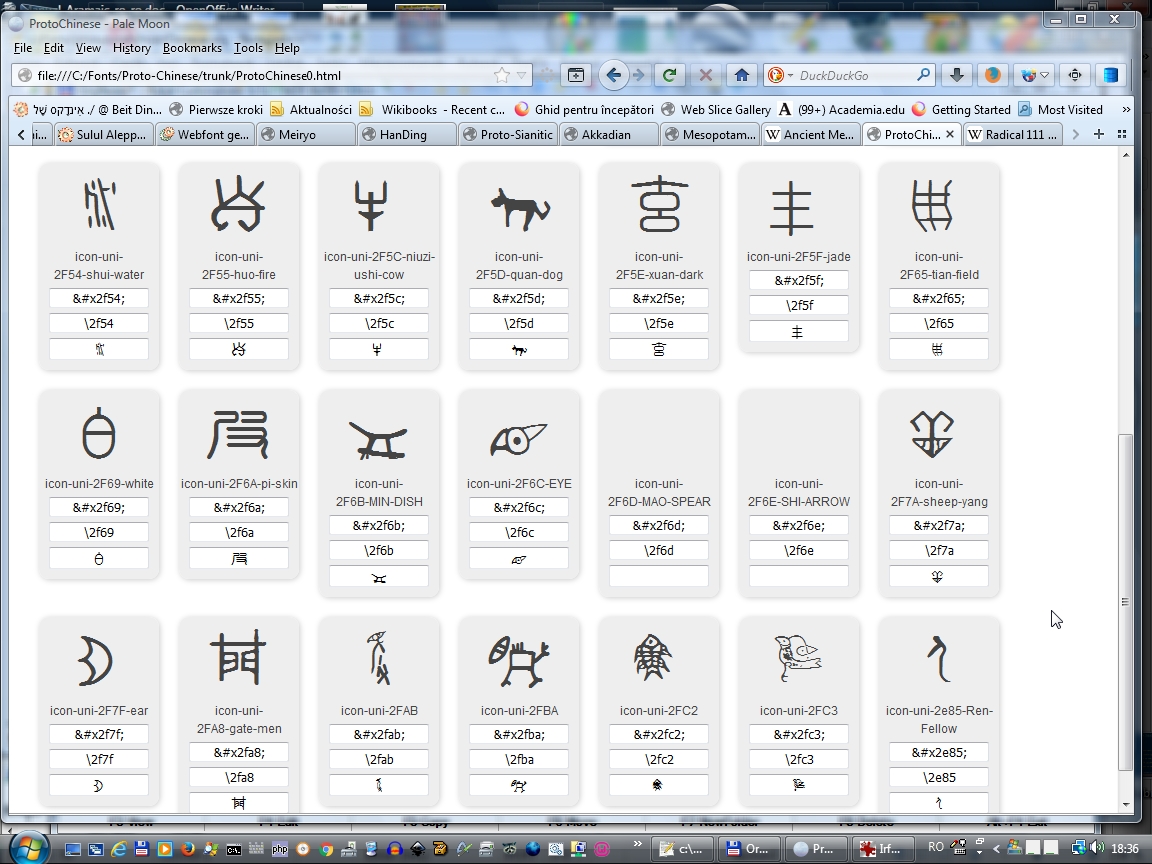 ProtoChinese - Pale Moon
File Edit View History Bookmarks Tools Help
file:///C:/Fonts/Proto-Chinese/trunk/ProtoChinese0.html
DuckDuckGo
אינדקס של /. @ Beit Din...
Pierwsze kroki
Aktualności
Wikibooks - Recent c...
Ghid pentru începători
Web Slice Gallery
(99+) Academia.edu
Getting Started
Most Visited
Sulul Alepp...
Webfont ge...
Meiryo
HanDing
Proto-Sianitic
Akkadian
Mesopotam...
Ancient Me...
ProtoChi...
Radical 111 ...
icon-uni-
2F54-shui-water
&#x2f54;
\2f54
icon-uni-
2F55-huo-fire
&#x2f55;
\2f55
icon-uni-2F5C-niuzi-
ushi-cow
&#x2f5c;
\2f5c
icon-uni-
2F5D-quan-dog
&#x2f5d;
\2f5d
icon-uni-
2F5E-xuan-dark
&#x2f5e;
\2f5e
icon-uni-2F5F-jade
&#x2f5f;
\2f5f
icon-uni-
2F65-tian-field
&#x2f65;
\2f65
icon-uni-2F69-white
&#x2f69;
\2f69
icon-uni-2F6A-pi-skin
&#x2f6a;
\2f6a
icon-uni-
2F6B-MIN-DISH
&#x2f6b;
\2f6b
icon-uni-2F6C-EYE
&#x2f6c;
\2f6c
icon-uni-
2F6D-MAO-SPEAR
&#x2f6d;
\2f6d
icon-uni-
2F6E-SHI-ARROW
&#x2f6e;
\2f6e
icon-uni-
2F7A-sheep-yang
&#x2f7a;
\2f7a
icon-uni-2F7F-ear
&#x2f7f;
\2f7f
icon-uni-
2FA8-gate-men
&#x2fa8;
\2fa8
icon-uni-2FAB
&#x2fab;
\2fab
icon-uni-2FBA
&#x2fba;
\2fba
icon-uni-2FC2
&#x2fc2;
\2fc2
icon-uni-2FC3
&#x2fc3;
\2fc3
icon-uni-2e85-Ren-
Fellow
&#x2e85;
\2e85
c:\...
Or...
Pr...
Irf...
RO
18:36